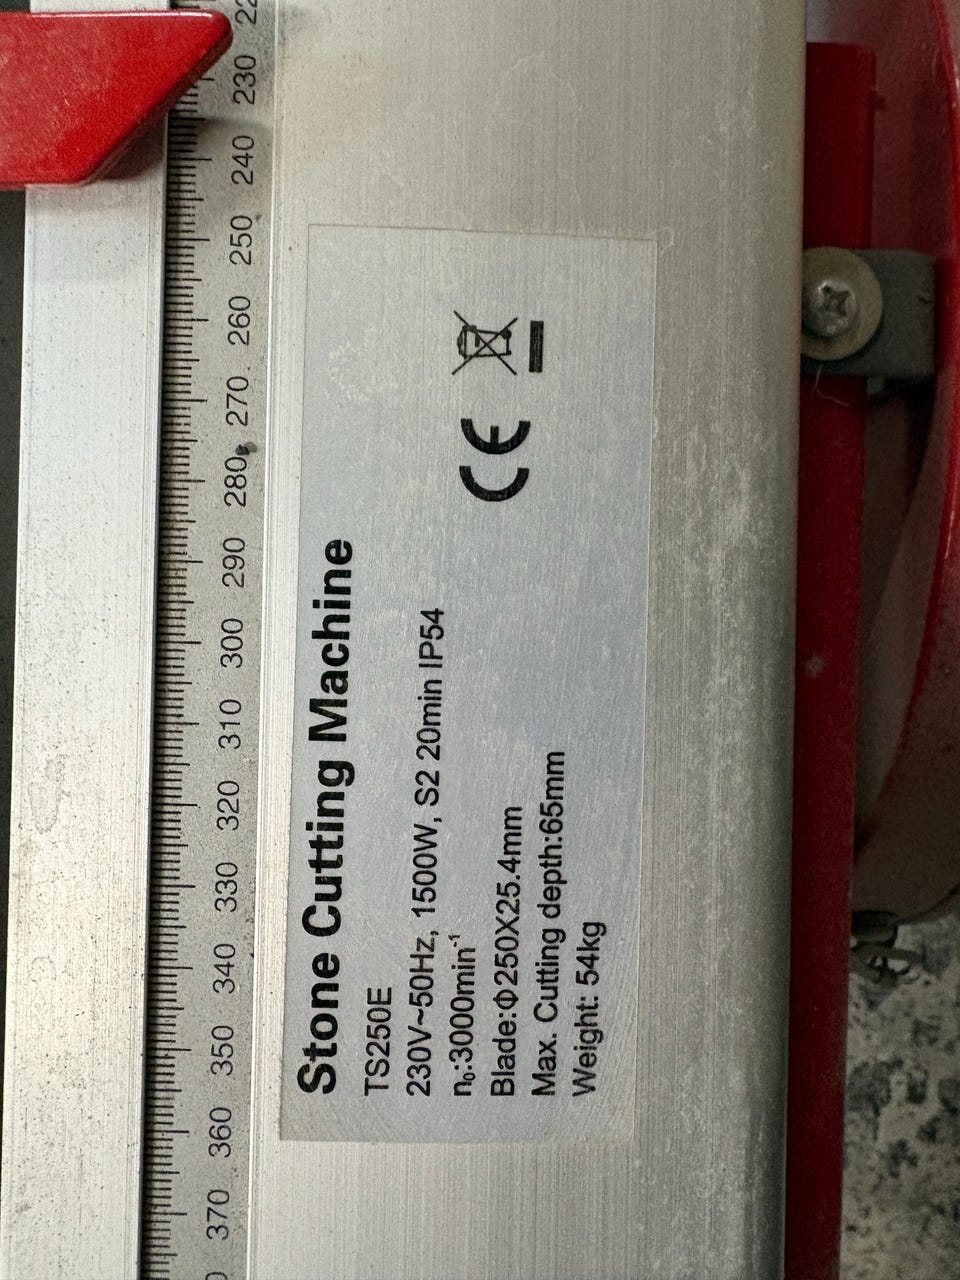 Stone Cutting Machine
TS250E
230V~50Hz, 1500W, S2 20min IP54
n₀:3000min⁻¹
Blade:Φ250X25.4mm
Max. Cutting depth:65mm
Weight: 54kg
CE
370 360 350 340 330 320 310 300 290 280 270 260 250 240 230